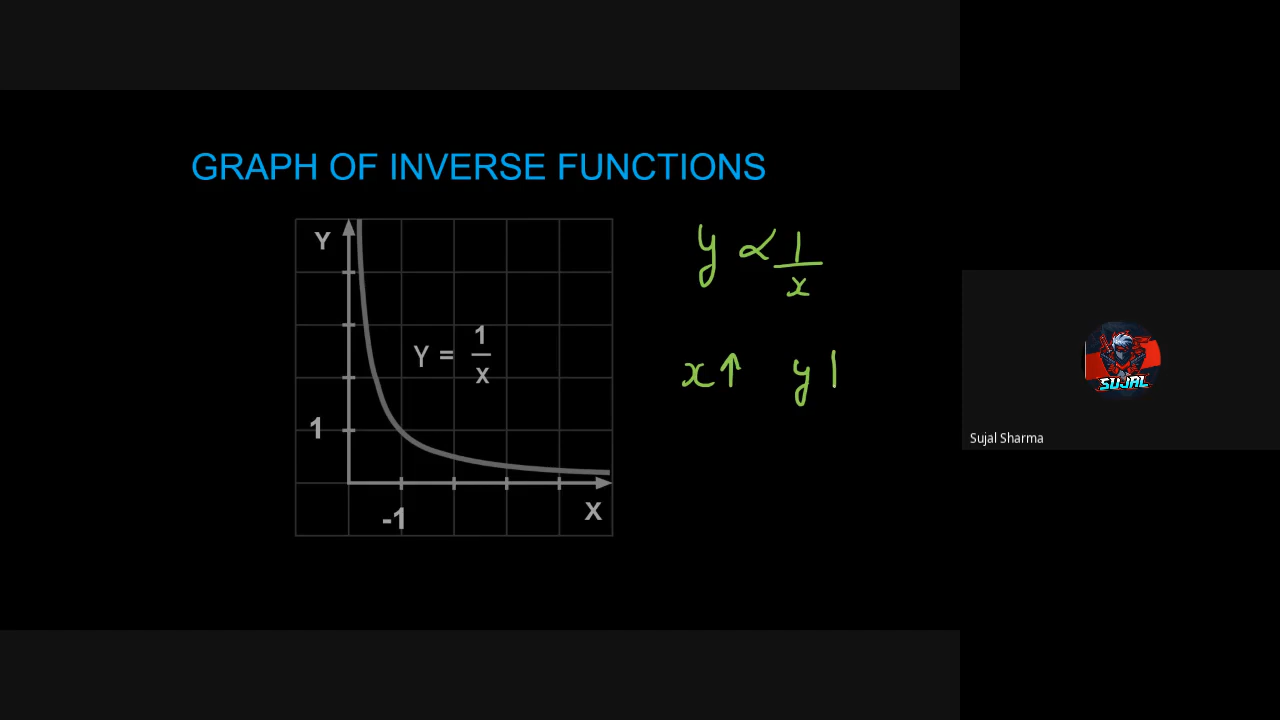 GRAPH OF INVERSE FUNCTIONS
Y
Y = 1/X
1
-1
X
y ∝ 1/x
x↑ y|
SUJAL
Sujal Sharma